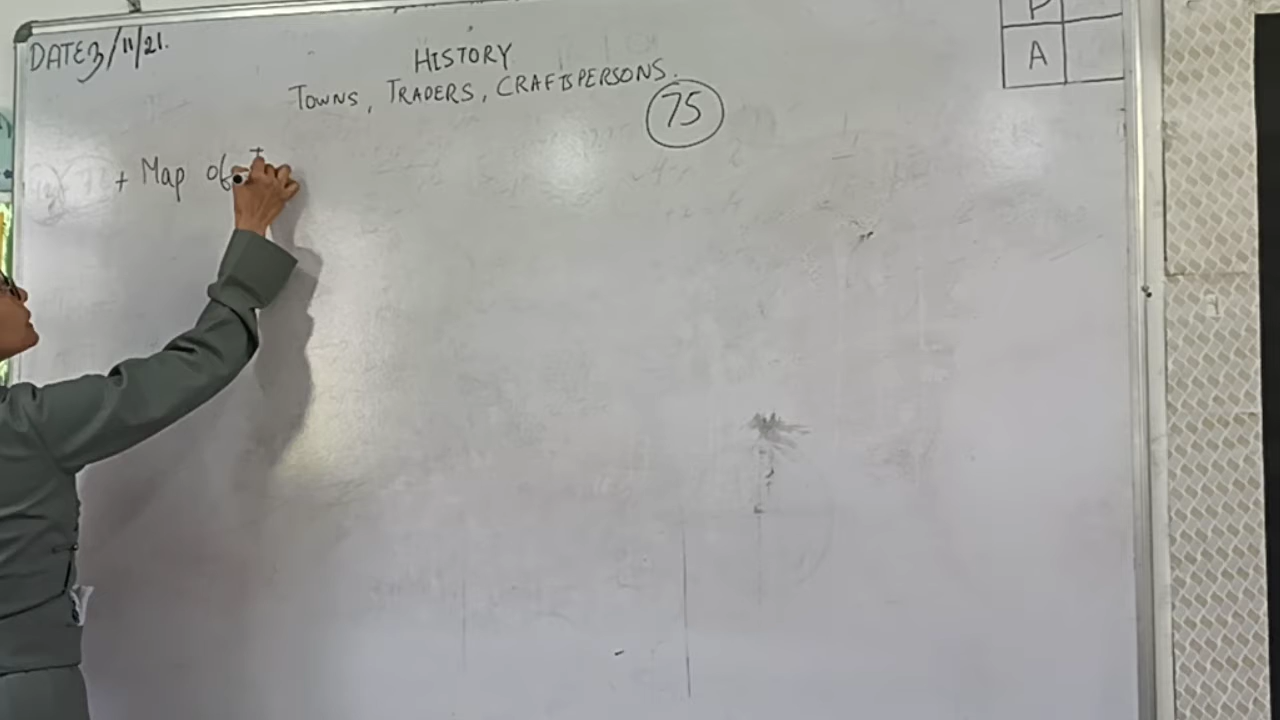 DATE 3/11/21.
HISTORY
TOWNS, TRADERS, CRAFTSPERSONS.
75
+ Map of
P
A